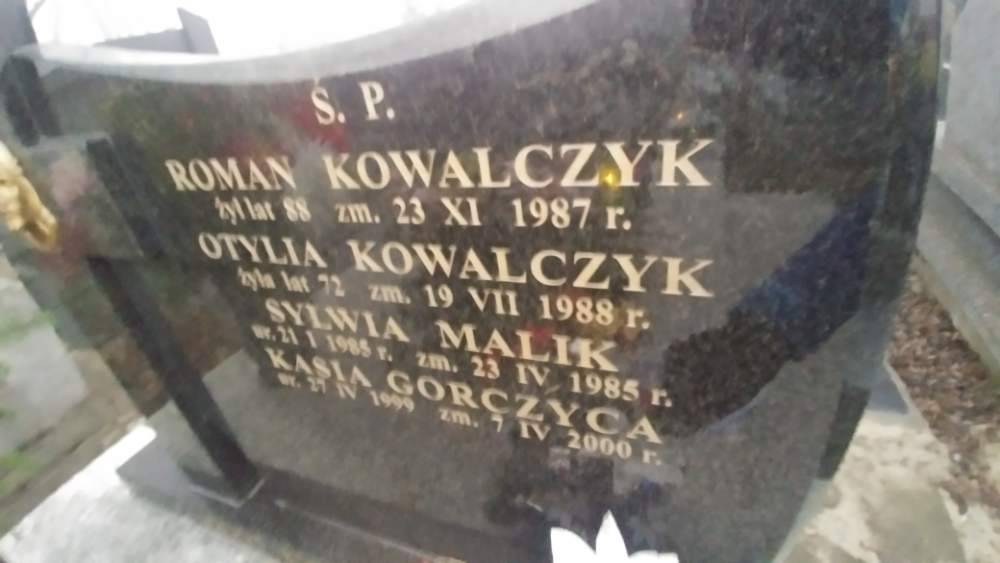 Ś. P.
ROMAN KOWALCZYK
żył lat 88 zm. 23 XI 1987 r.
OTYLIA KOWALCZYK
żyła lat 72 zm. 19 VII 1988 r.
SYLWIA MALIK
ur. 21 I 1985 r. zm. 23 IV 1985 r.
KASIA GORCZYCA
ur. 27 IV 1999 zm. 7 IV 2000 r.